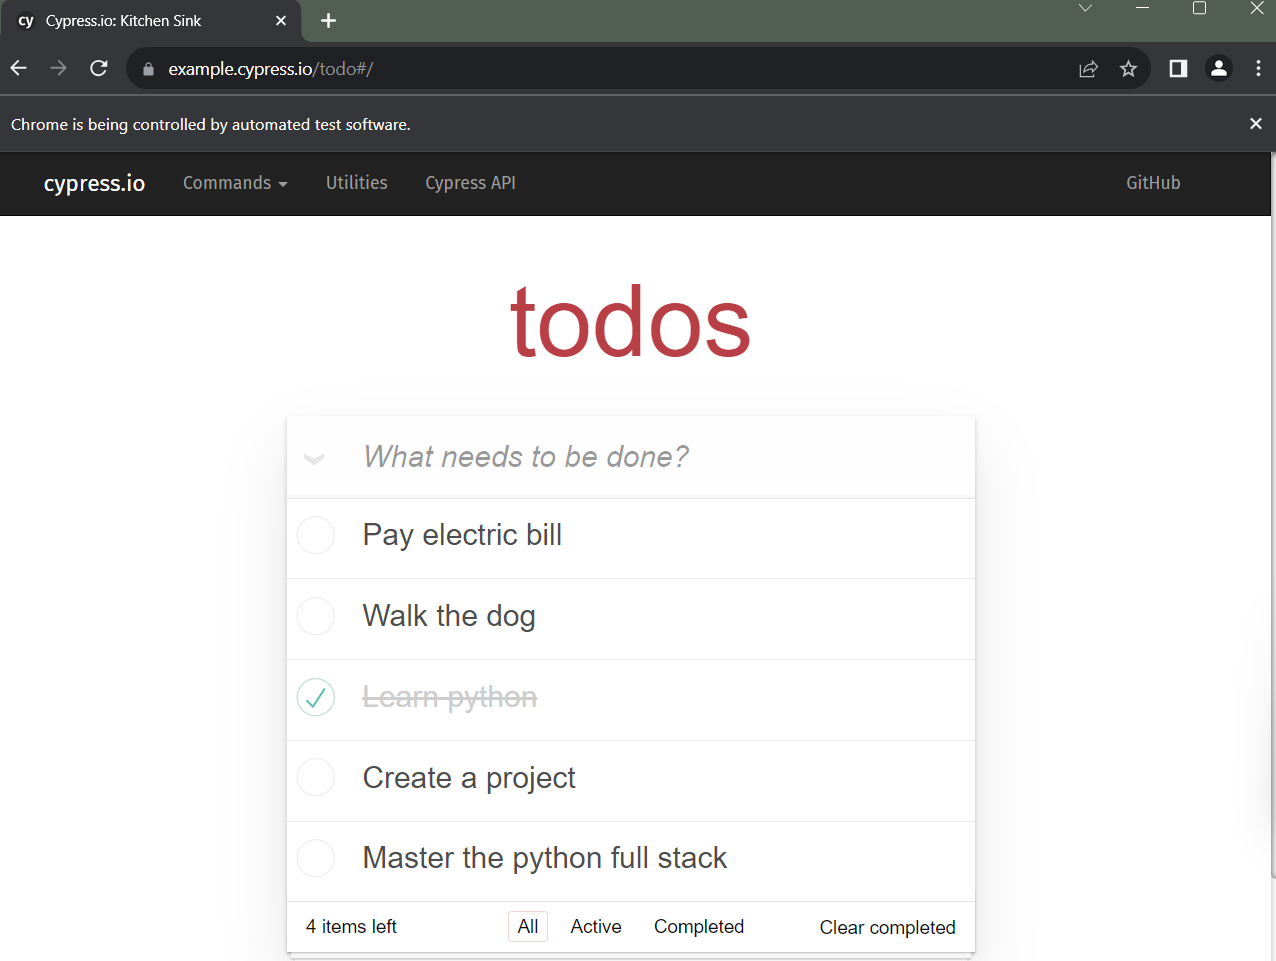 cy Cypress.io: Kitchen Sink
example.cypress.io/todo#/
Chrome is being controlled by automated test software.
cypress.io Commands Utilities Cypress API GitHub
todos
What needs to be done?
Pay electric bill
Walk the dog
Learn python
Create a project
Master the python full stack
4 items left All Active Completed Clear completed